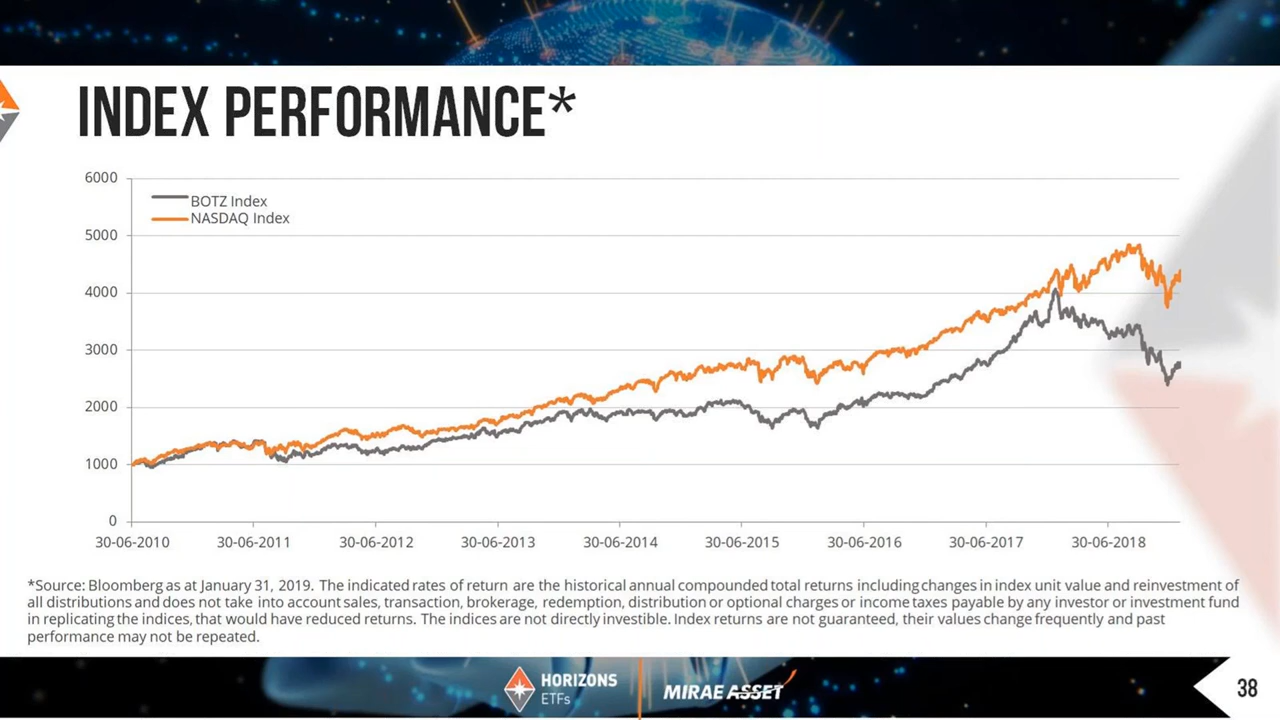 INDEX PERFORMANCE*
6000
BOTZ Index
NASDAQ Index
5000
4000
3000
2000
1000
0
30-06-2010 30-06-2011 30-06-2012 30-06-2013 30-06-2014 30-06-2015 30-06-2016 30-06-2017 30-06-2018
*Source: Bloomberg as at January 31, 2019. The indicated rates of return are the historical annual compounded total returns including changes in index unit value and reinvestment of
all distributions and does not take into account sales, transaction, brokerage, redemption, distribution or optional charges or income taxes payable by any investor or investment fund
in replicating the indices, that would have reduced returns. The indices are not directly investible. Index returns are not guaranteed, their values change frequently and past
performance may not be repeated.
HORIZONS
ETFs
MIRAE ASSET
38